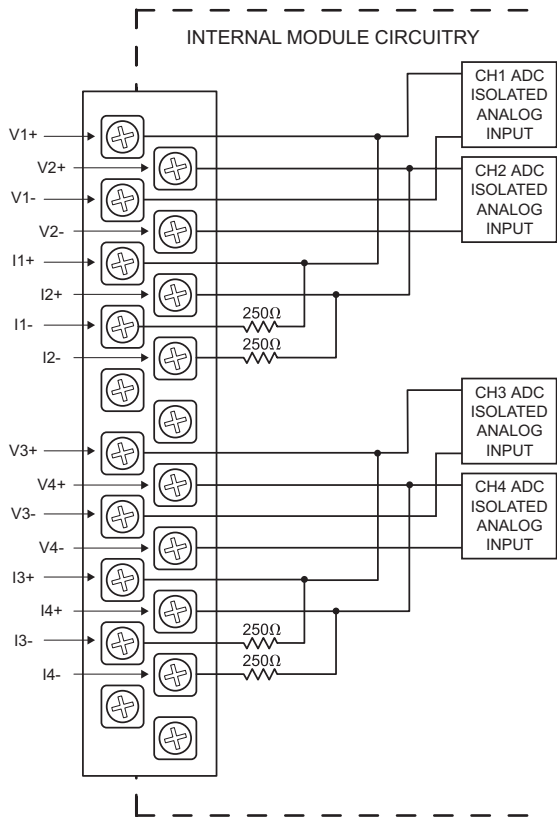 INTERNAL MODULE CIRCUITRY
CH1 ADC
ISOLATED
ANALOG
INPUT
V1+
V2+
CH2 ADC
ISOLATED
ANALOG
INPUT
V1-
V2-
I1+
I2+
250Ω
I1-
250Ω
I2-
CH3 ADC
ISOLATED
ANALOG
INPUT
V3+
V4+
CH4 ADC
ISOLATED
ANALOG
INPUT
V3-
V4-
I3+
I4+
250Ω
I3-
250Ω
I4-